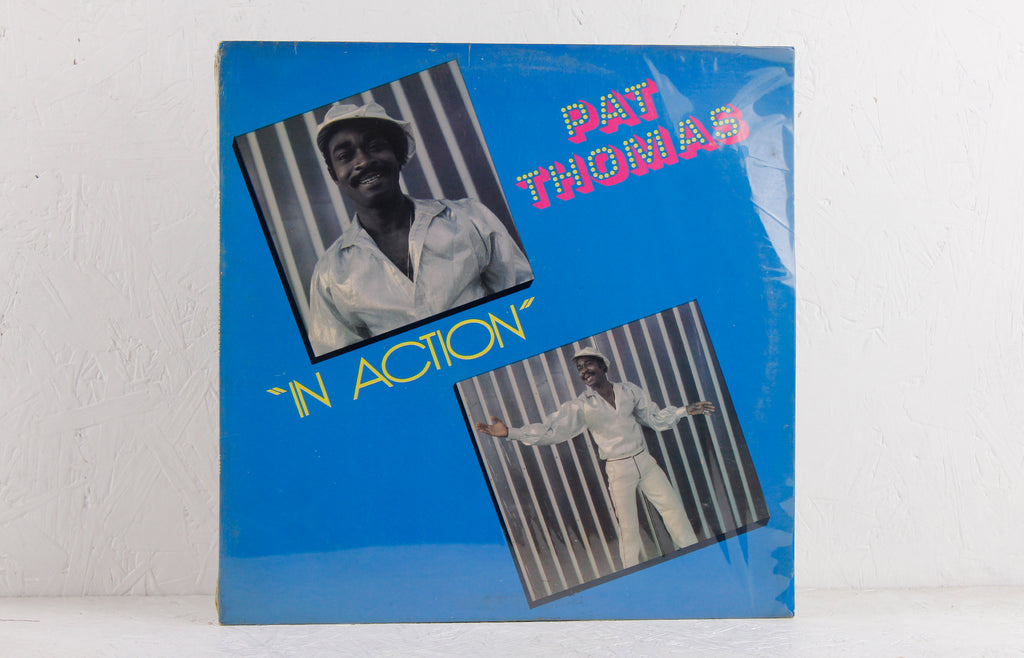 PAT
THOMAS
"IN ACTION"